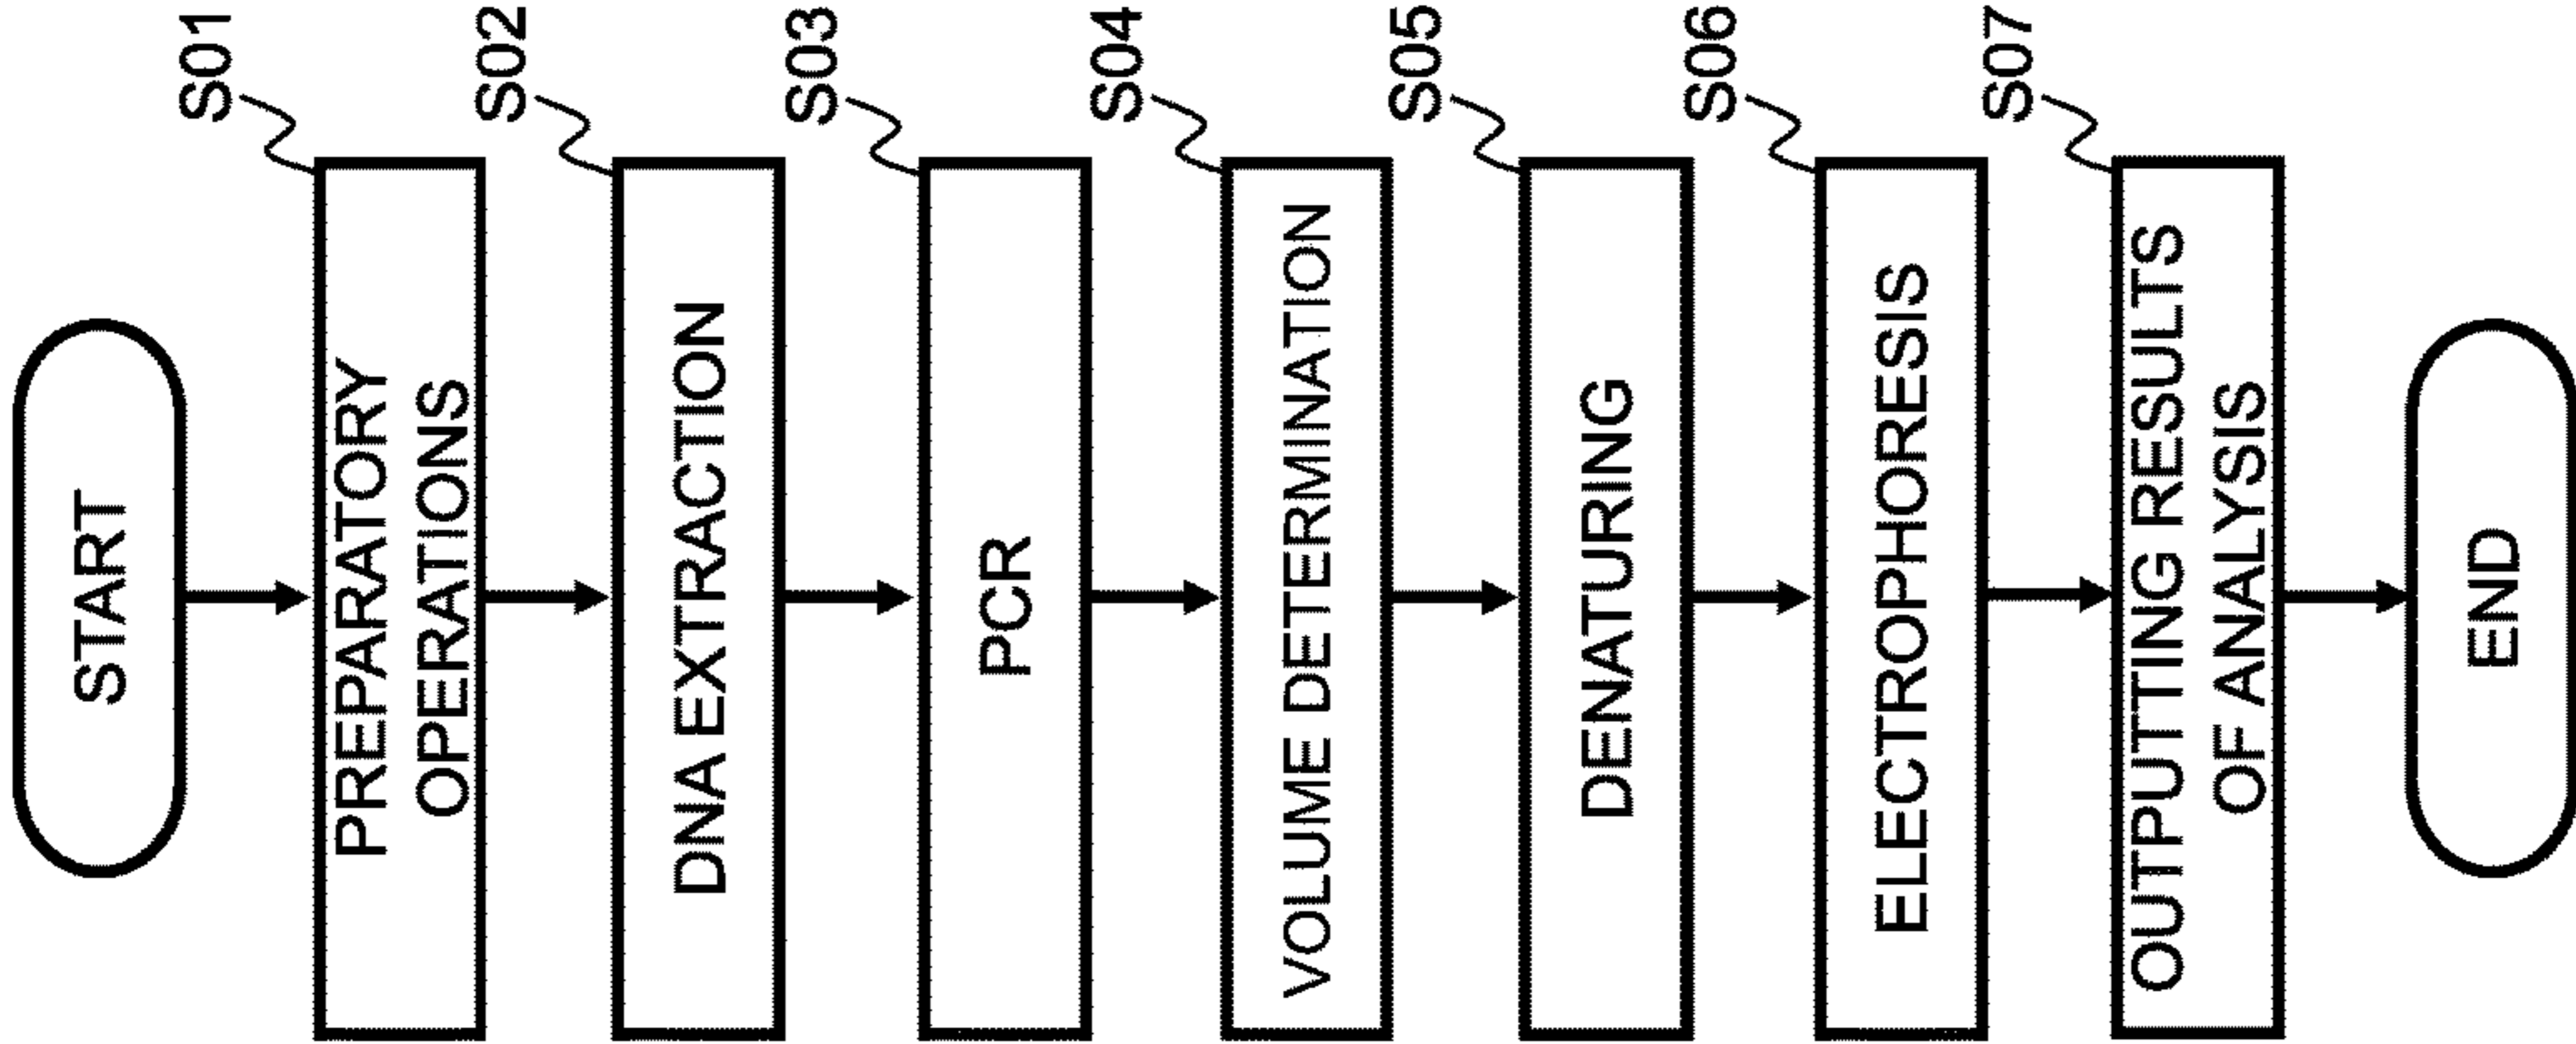 START
S01
PREPARATORY
OPERATIONS
S02
DNA EXTRACTION
S03
PCR
S04
VOLUME DETERMINATION
S05
DENATURING
S06
ELECTROPHORESIS
S07
OUTPUTTING RESULTS
OF ANALYSIS
END